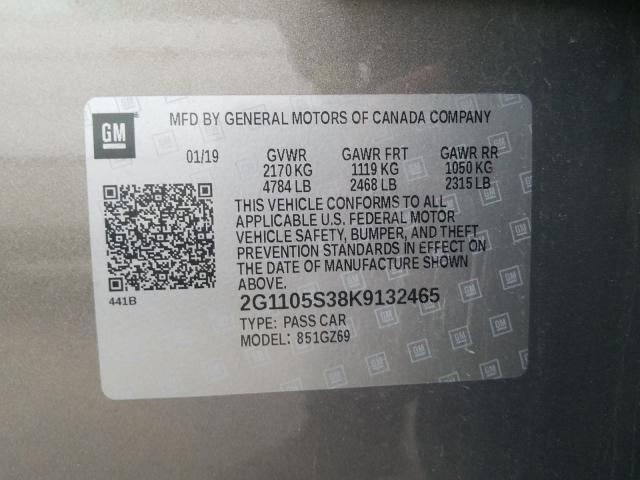 GM
MFD BY GENERAL MOTORS OF CANADA COMPANY
01/19 GVWR GAWR FRT GAWR RR
2170 KG 1119 KG 1050 KG
4784 LB 2468 LB 2315 LB
THIS VEHICLE CONFORMS TO ALL
APPLICABLE U.S. FEDERAL MOTOR
VEHICLE SAFETY, BUMPER, AND THEFT
PREVENTION STANDARDS IN EFFECT ON
THE DATE OF MANUFACTURE SHOWN
ABOVE.
441B
2G1105S38K9132465
TYPE: PASS CAR
MODEL: 851GZ69